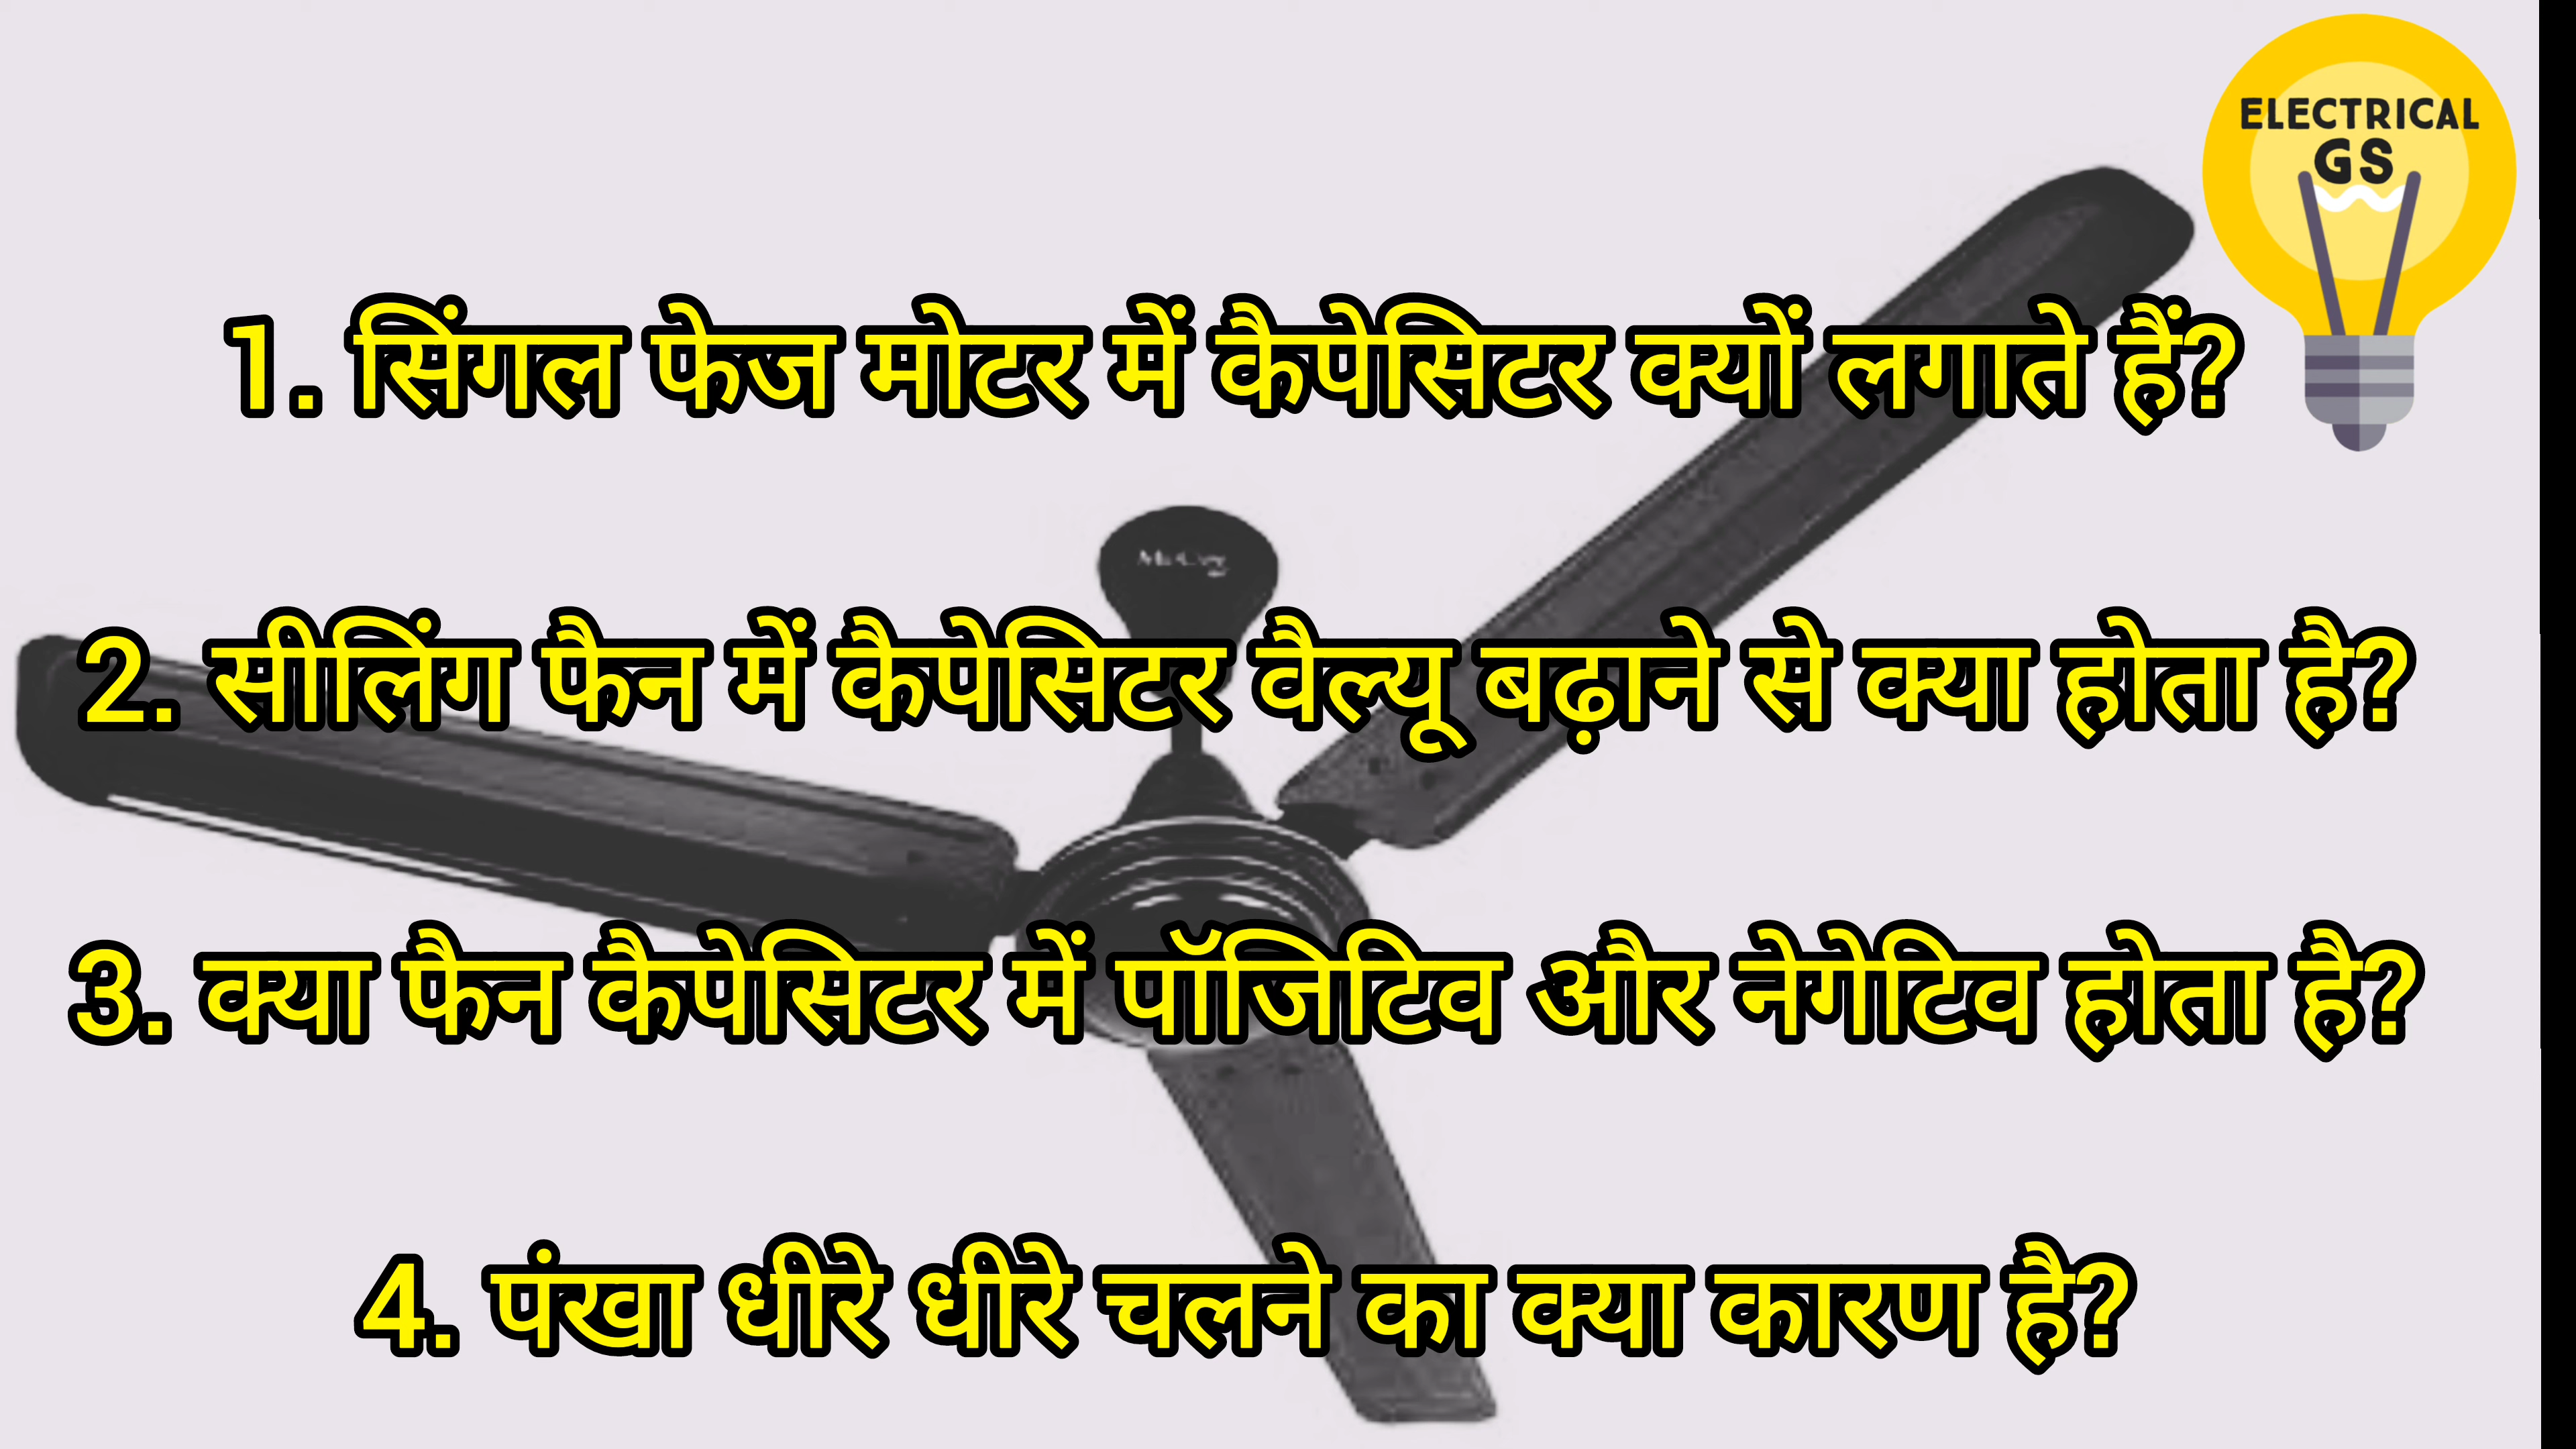 ELECTRICAL
GS
1. सिंगल फेज मोटर में कैपेसिटर क्यों लगाते हैं?
2. सीलिंग फैन में कैपेसिटर वैल्यू बढ़ाने से क्या होता है?
3. क्या फैन कैपेसिटर में पॉजिटिव और नेगेटिव होता है?
4. पंखा धीरे धीरे चलने का क्या कारण है?